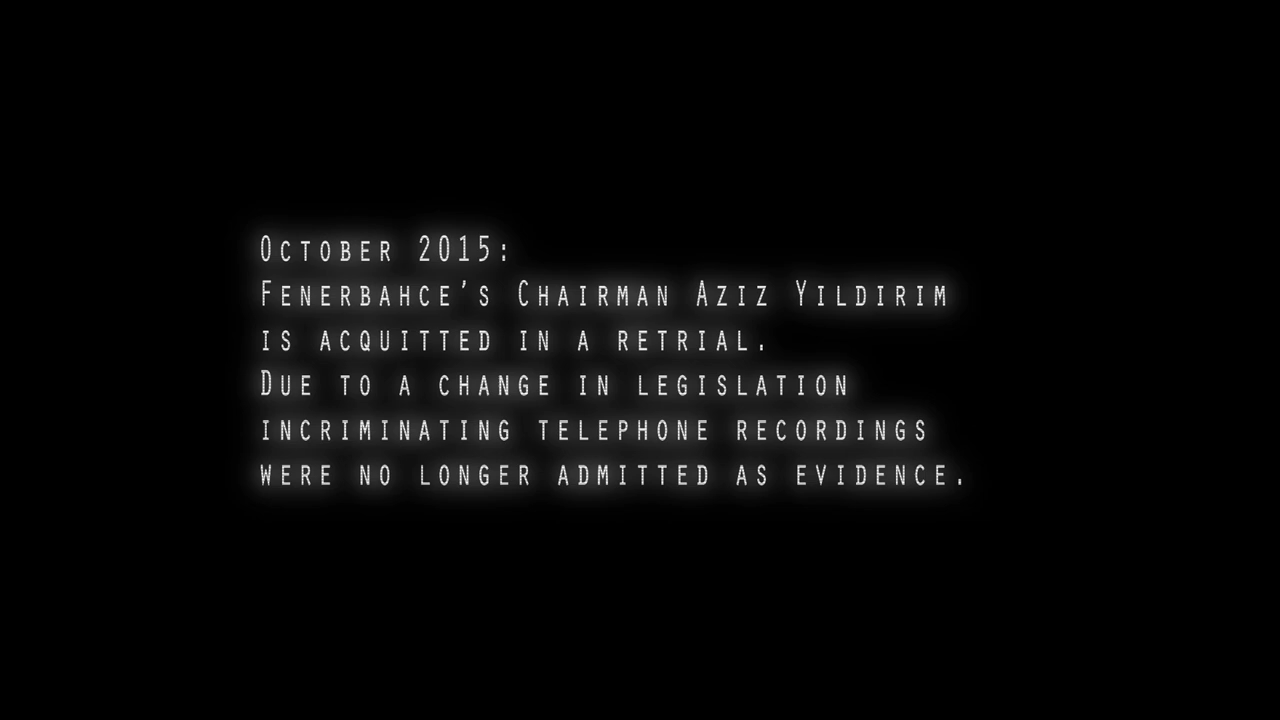 October 2015:
Fenerbahce's Chairman Aziz Yildirim
is acquitted in a retrial.
Due to a change in legislation
incriminating telephone recordings
were no longer admitted as evidence.